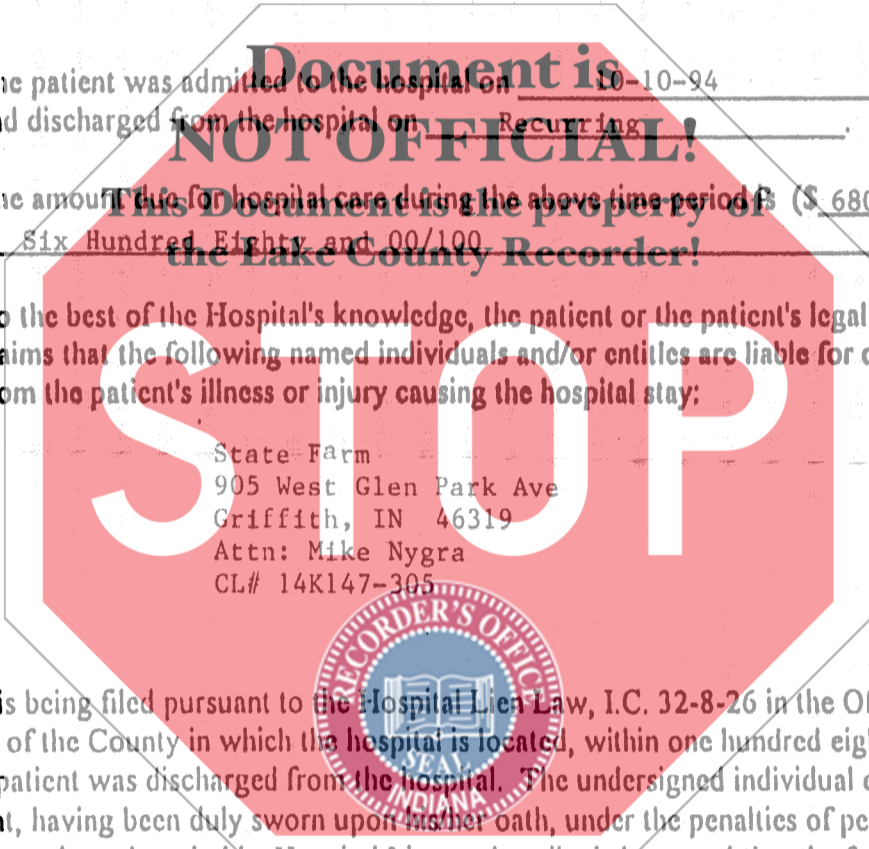 Document is
NOT OFFICIAL!
This Document is the property of
the Lake County Recorder!
STOP
ne patient was admitted to the hospital on 10-10-94
d discharged from the hospital on Recurring.
ne amount due for hospital care during the above time period is ($ 680
Six Hundred Eighty and 00/100
o the best of the Hospital's knowledge, the patient or the patient's legal
aims that the following named individuals and/or entities are liable for
om the patient's illness or injury causing the hospital stay:
State Farm
905 West Glen Park Ave
Griffith, IN 46319
Attn: Mike Nygra
CL# 14K147-305
RECORDER'S OFFICE
SEAL
INDIANA
is being filed pursuant to the Hospital Lien Law, I.C. 32-8-26 in the Of
of the County in which the hospital is located, within one hundred eigh
patient was discharged from the hospital. The undersigned individual
t, having been duly sworn upon his/her oath, under the penalties of pe